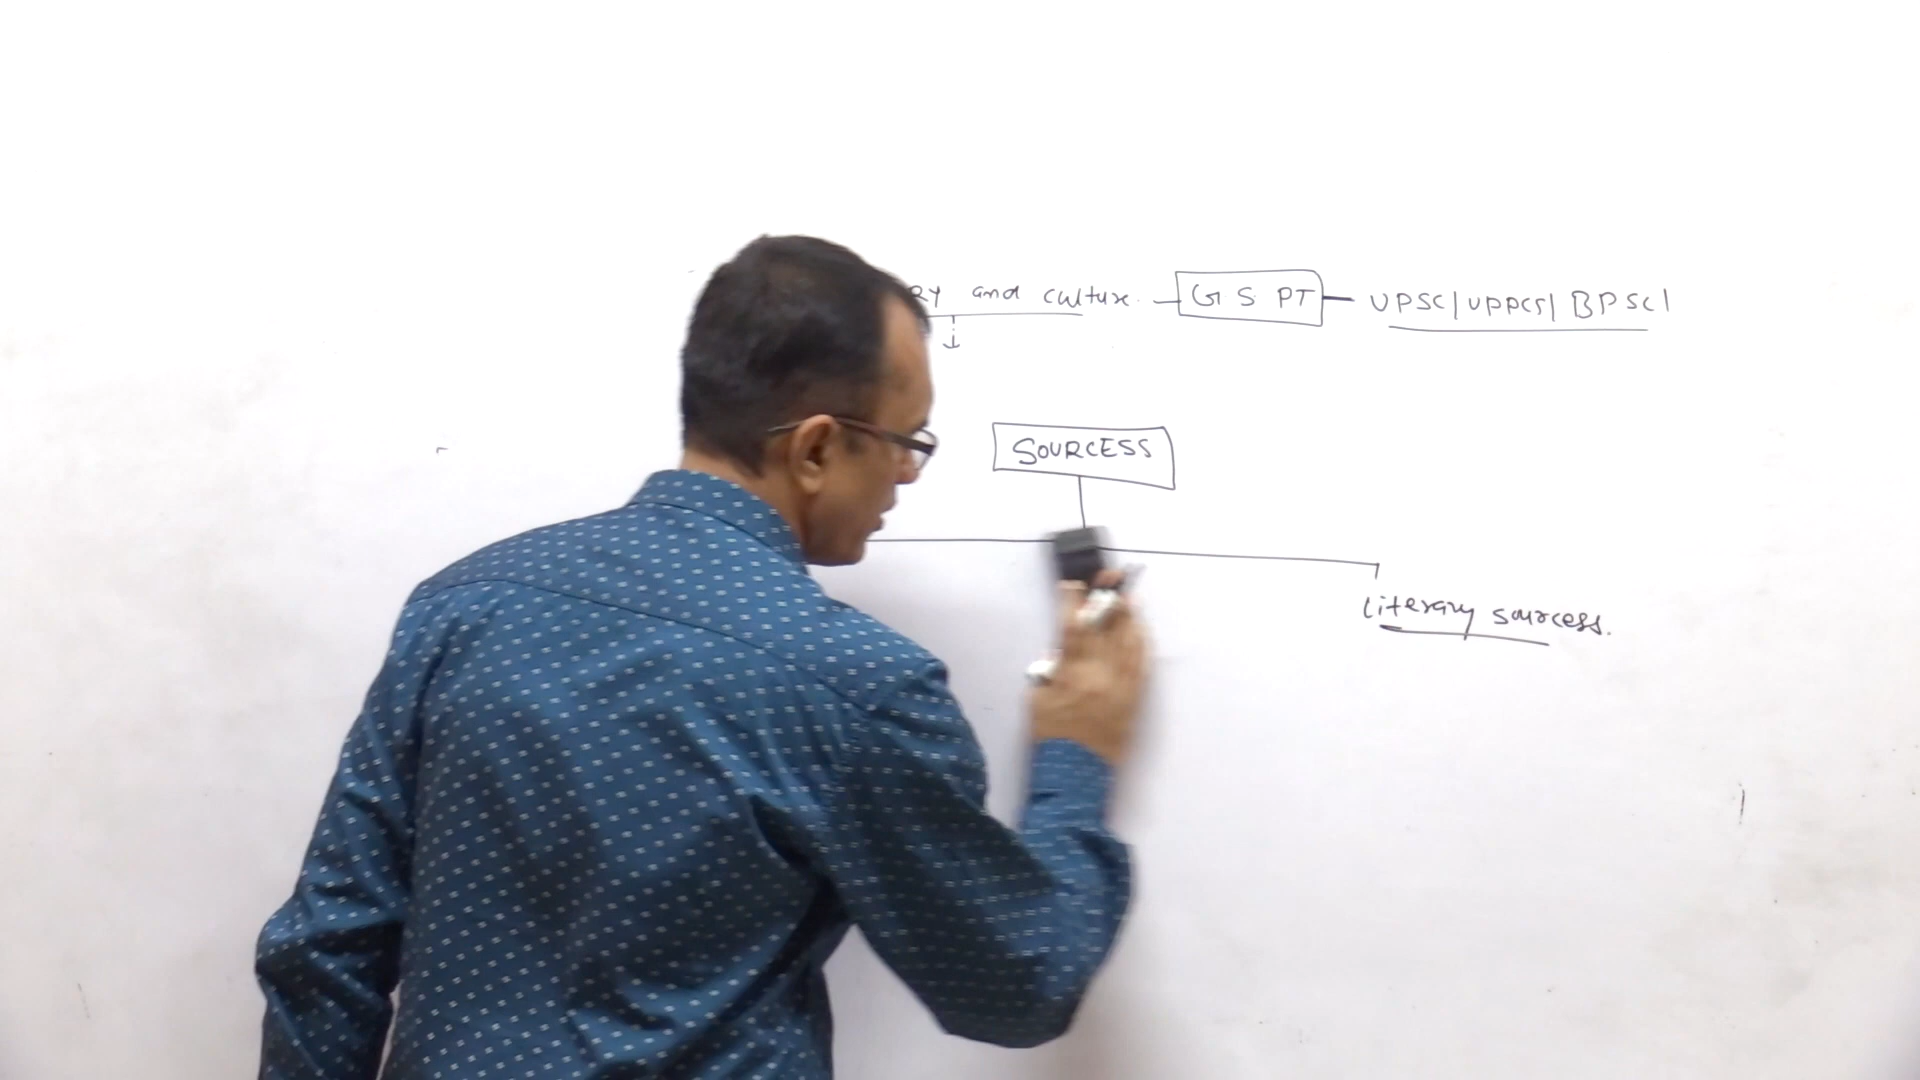 RY and culture. — GS PT — UPSC/UPPCS/BPSC/
SOURCESS
Literary sourcess.